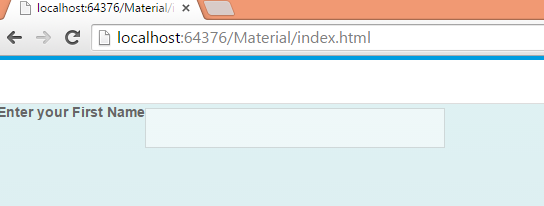 localhost:64376/Material/i
localhost:64376/Material/index.html
Enter your First Name